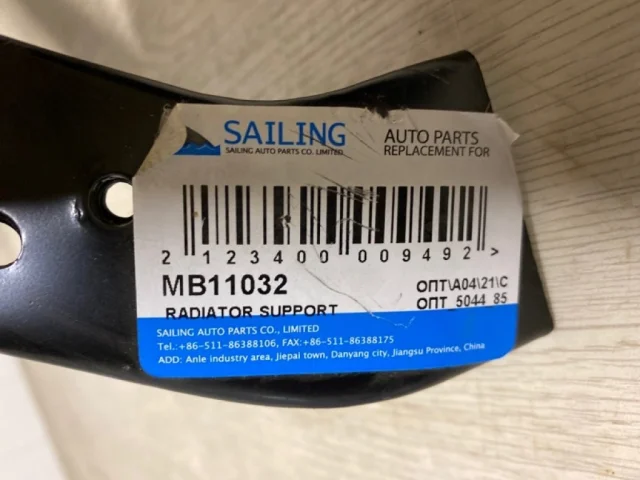 SAILING
SAILING AUTO PARTS CO. LIMITED
AUTO PARTS
REPLACEMENT FOR
2 123400 009492 >
MB11032
ОПТ\А04\21\С
RADIATOR SUPPORT
ОПТ 5044 85
SAILING AUTO PARTS CO., LIMITED
Tel.:+86-511-86388106, FAX:+86-511-86388175
ADD: Anle industry area, Jiepai town, Danyang city, Jiangsu Province, China